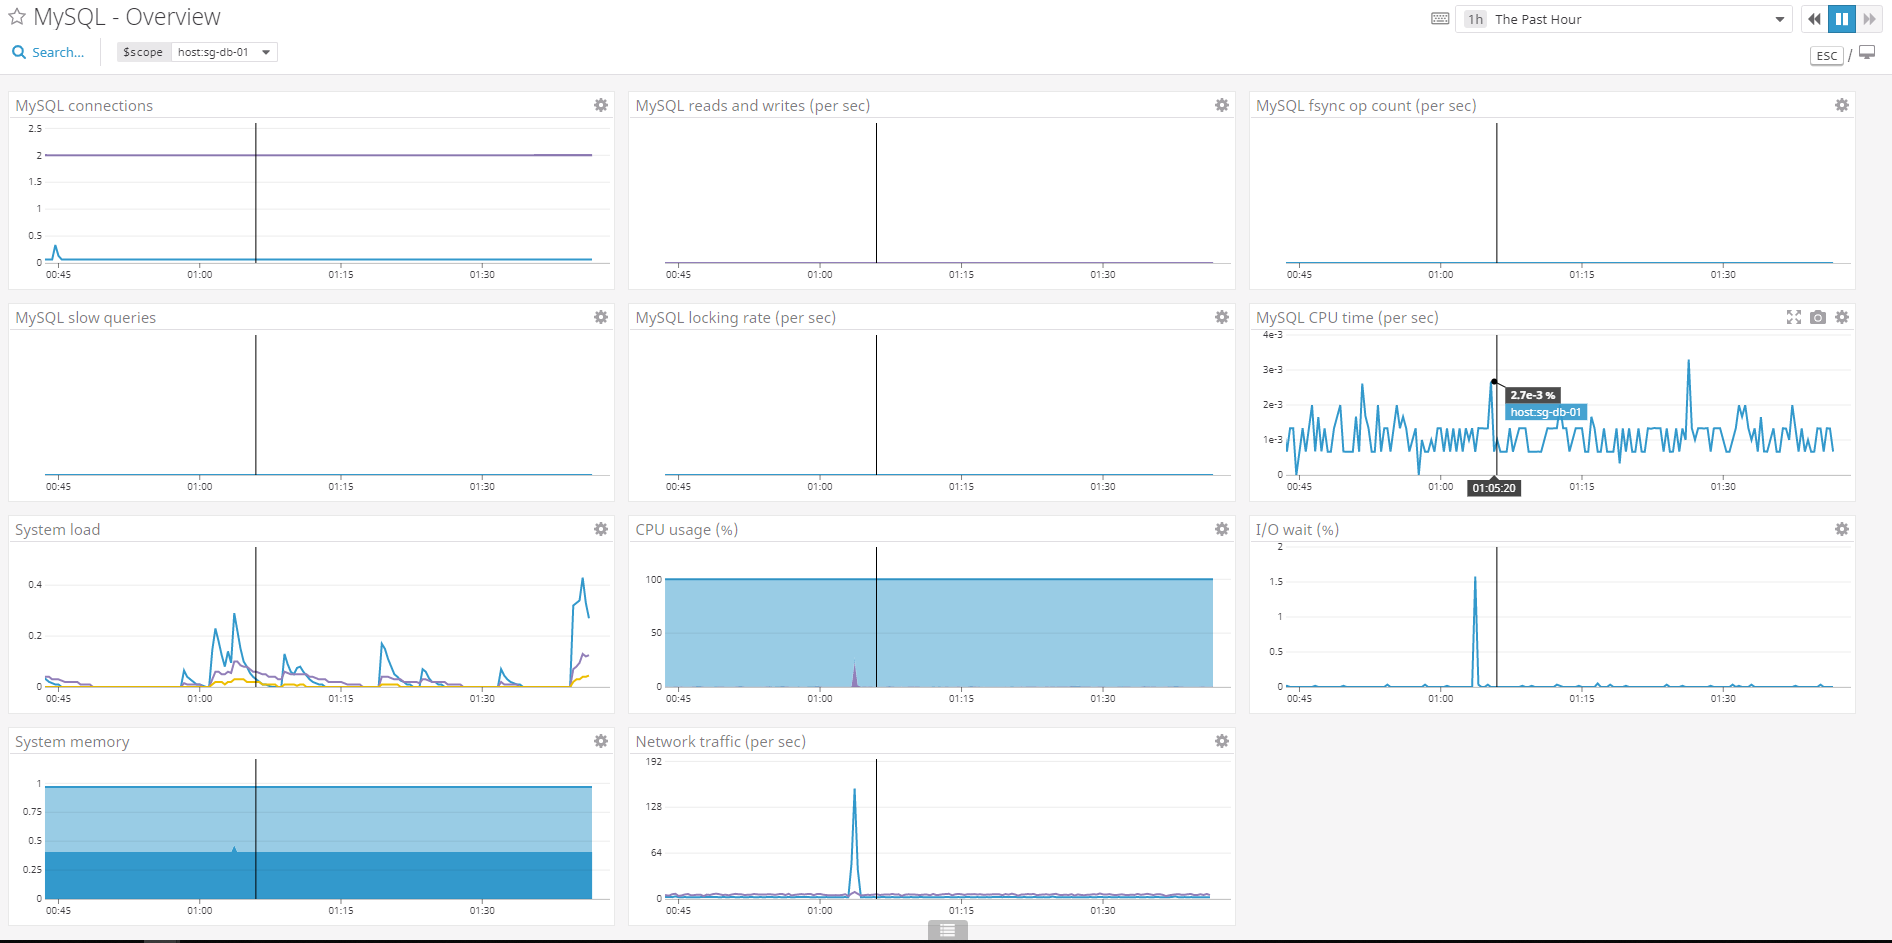 MySQL - Overview
1h The Past Hour
Search...
$scope host:sg-db-01
ESC /
MySQL connections
2.5
2
1.5
1
0.5
0
00:45 01:00 01:15 01:30
MySQL reads and writes (per sec)
00:45 01:00 01:15 01:30
MySQL fsync op count (per sec)
00:45 01:00 01:15 01:30
MySQL slow queries
00:45 01:00 01:15 01:30
MySQL locking rate (per sec)
00:45 01:00 01:15 01:30
MySQL CPU time (per sec)
4e-3
3e-3
2e-3
1e-3
0
2.7e-3 %
host:sg-db-01
00:45 01:00 01:05:20 01:15 01:30
System load
0.4
0.2
0
00:45 01:00 01:15 01:30
CPU usage (%)
100
50
0
00:45 01:00 01:15 01:30
I/O wait (%)
2
1.5
1
0.5
0
00:45 01:00 01:15 01:30
System memory
1
0.75
0.5
0.25
0
00:45 01:00 01:15 01:30
Network traffic (per sec)
192
128
64
0
00:45 01:00 01:15 01:30